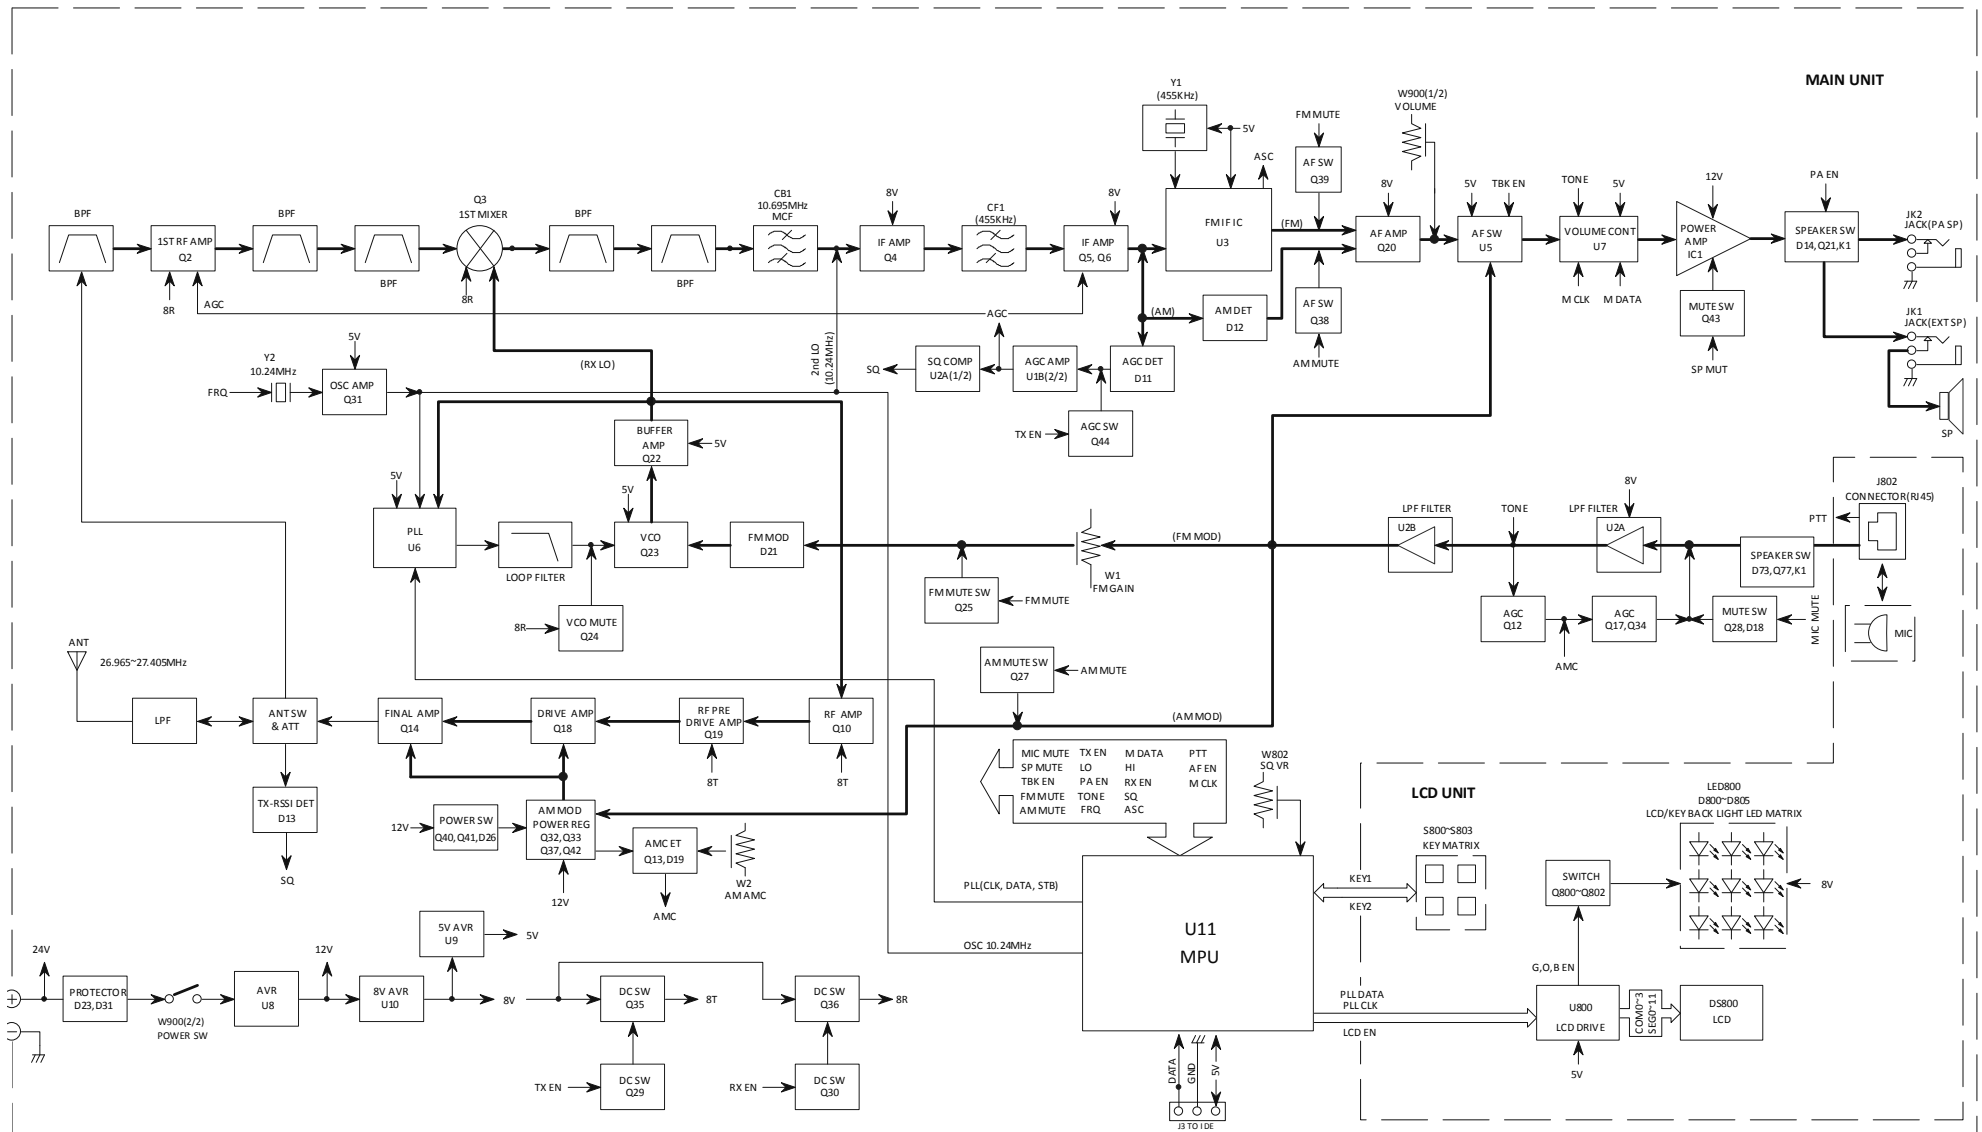 MAIN UNIT
Y1
(455KHz)
5V
W900(1/2)
VOLUME
FM MUTE
ASC
AF SW
Q39
BPF
1ST RF AMP
Q2
BPF
BPF
Q3
1ST MIXER
BPF
BPF
CB1
10.695MHz
MCF
8V
IF AMP
Q4
CF1
(455KHz)
8V
IF AMP
Q5, Q6
FM IF IC
U3
(FM)
8V
AF AMP
Q20
5V
TBK EN
AF SW
U5
TONE
5V
VOLUME CONT
U7
M CLK
M DATA
12V
POWER
AMP
IC1
MUTE SW
Q43
SP MUT
PA EN
SPEAKER SW
D14,Q21,K1
JK2
JACK(PA SP)
JK1
JACK(EXT SP)
SP
8R
AGC
8R
(AM)
AM DET
D12
AF SW
Q38
AM MUTE
AGC
SQ
SQ COMP
U2A(1/2)
AGC AMP
U1B(2/2)
AGC DET
D11
TX EN
AGC SW
Q44
2nd LO
(10.24MHz)
(RX LO)
5V
Y2
10.24MHz
FRQ
OSC AMP
Q31
BUFFER
AMP
Q22
5V
5V
PLL
U6
LOOP FILTER
5V
VCO
Q23
FM MOD
D21
8R
VCO MUTE
Q24
FM MUTE SW
Q25
FM MUTE
W1
FM GAIN
(FM MOD)
LPF FILTER
U2B
TONE
LPF FILTER
8V
U2A
SPEAKER SW
D73,Q77,K1
PTT
J802
CONNECTOR(RJ45)
AGC
Q12
AMC
AGC
Q17,Q34
MUTE SW
Q28,D18
MIC MUTE
MIC
ANT
26.965~27.405MHz
LPF
ANT SW
& ATT
FINAL AMP
Q14
DRIVE AMP
Q18
RF PRE
DRIVE AMP
Q19
8T
RF AMP
Q10
8T
AM MUTE SW
Q27
AM MUTE
(AM MOD)
TX-RSSI DET
D13
SQ
12V
POWER SW
Q40, Q41,D26
AM MOD
POWER REG
Q32, Q33
Q37, Q42
12V
AMC ET
Q13,D19
AMC
W2
AM AMC
MIC MUTE TX EN M DATA PTT
SP MUTE LO HI AF EN
TBK EN PA EN RX EN M CLK
FM MUTE TONE SQ
AM MUTE FRQ ASC
W802
SQ VR
PLL(CLK, DATA, STB)
OSC 10.24MHz
U11
MPU
KEY1
KEY2
PLL DATA
PLL CLK
LCD EN
DATA
GND
5V
J3 TO IDE
LCD UNIT
S800~S803
KEY MATRIX
LED800
D800~D805
LCD/KEY BACK LIGHT LED MATRIX
8V
SWITCH
Q800~Q802
G,O,B EN
U800
LCD DRIVE
5V
COM0~3
SEG0~11
DS800
LCD
24V
PROTECTOR
D23,D31
W900(2/2)
POWER SW
AVR
U8
12V
8V AVR
U10
5V AVR
U9
5V
8V
DC SW
Q35
8T
DC SW
Q36
8R
TX EN
DC SW
Q29
RX EN
DC SW
Q30